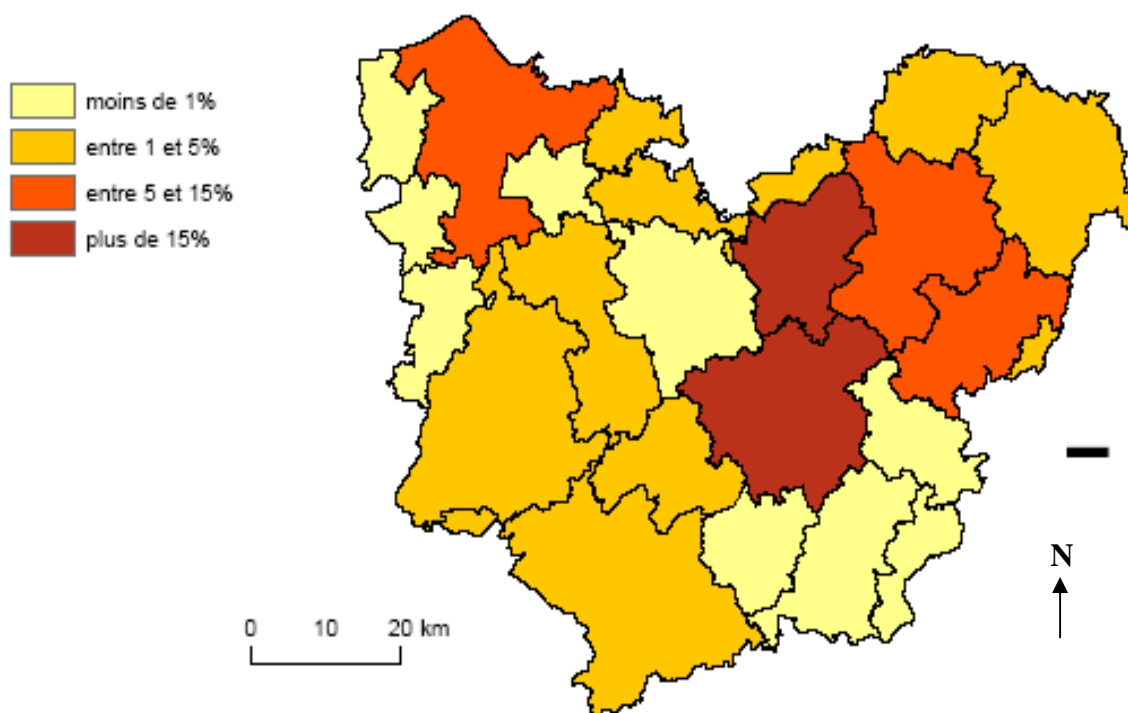 moins de 1%
entre 1 et 5%
entre 5 et 15%
plus de 15%
N
0 10 20 km